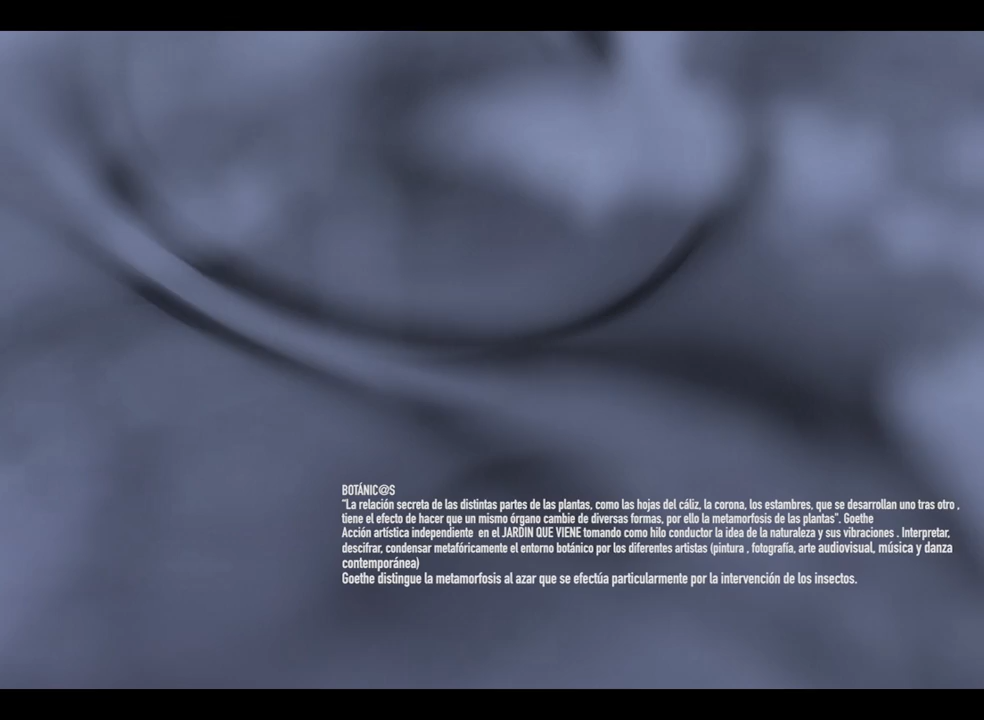 BOTÁNIC@S
"La relación secreta de las distintas partes de las plantas, como las hojas del cáliz, la corona, los estambres, que se desarrollan uno tras otro ,
tiene el efecto de hacer que un mismo órgano cambie de diversas formas, por ello la metamorfosis de las plantas". Goethe
Acción artística independiente en el JARDIN QUE VIENE tomando como hilo conductor la idea de la naturaleza y sus vibraciones . Interpretar,
descifrar, condensar metafóricamente el entorno botánico por los diferentes artistas (pintura , fotografía, arte audiovisual, música y danza
contemporánea)
Goethe distingue la metamorfosis al azar que se efectúa particularmente por la intervención de los insectos.